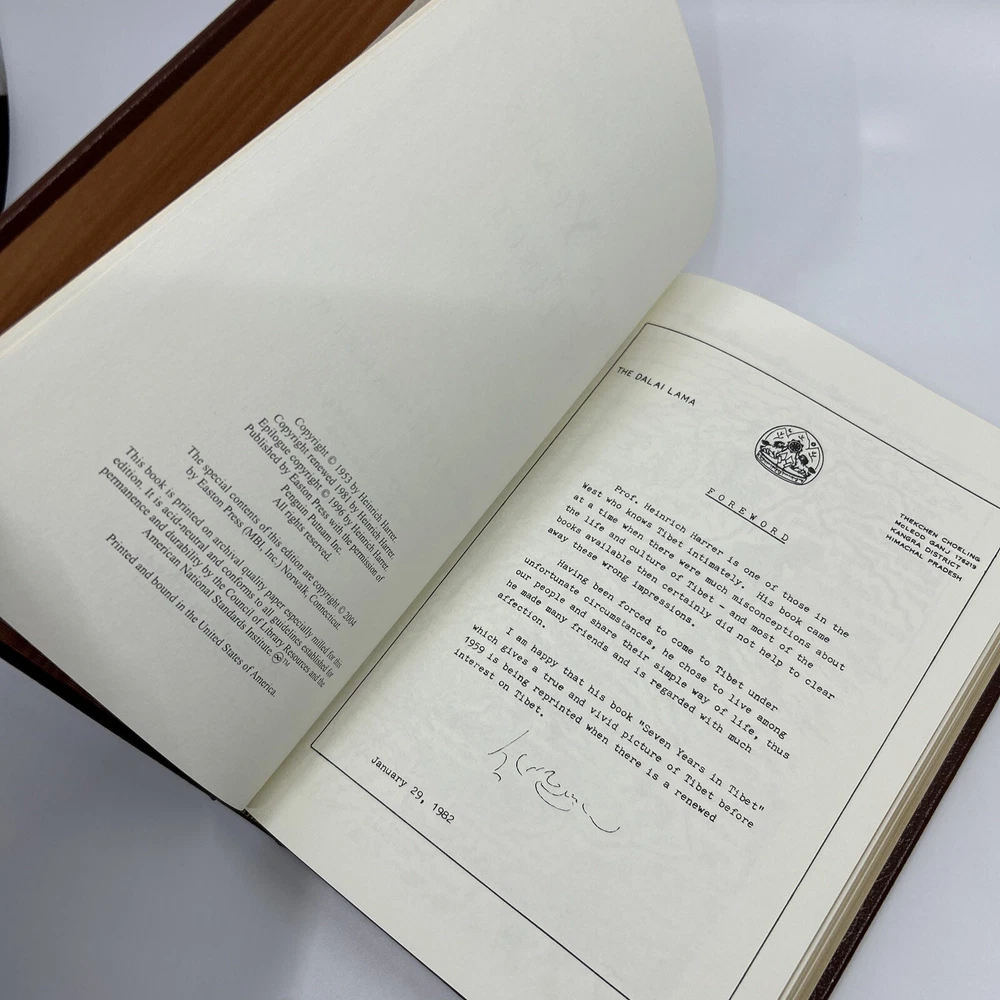 Copyright © 1953 by Heinrich Harrer.
Copyright renewed 1981 by Heinrich Harrer.
Epilogue copyright © 1996 by Heinrich Harrer.
Published by Easton Press with the permission of
Penguin Putnam Inc.
All rights reserved.
The special contents of this edition are copyright © 2004
by Easton Press (MBI, Inc.) Norwalk, Connecticut.
This book is printed on archival quality paper especially milled for this
edition. It is acid-neutral and conforms to all guidelines established for
permanence and durability by the Council of Library Resources and the
American National Standards Institute. ∞™
Printed and bound in the United States of America.
THE DALAI LAMA
THEKCHEN CHOELING
McLEOD GANJ 176219
KANGRA DISTRICT
HIMACHAL PRADESH
FOREWORD
Prof. Heinrich Harrer is one of those in the
West who knows Tibet intimately. His book came
at a time when there were much misconceptions about
the life and culture of Tibet - and most of the
books available then certainly did not help to clear
away these wrong impressions.
Having been forced to come to Tibet under
unfortunate circumstances, he chose to live among
our people and share their simple way of life, thus
he made many friends and is regarded with much
affection.
I am happy that his book "Seven Years in Tibet"
which gives a true and vivid picture of Tibet before
1959 is being reprinted when there is a renewed
interest on Tibet.
January 29, 1982